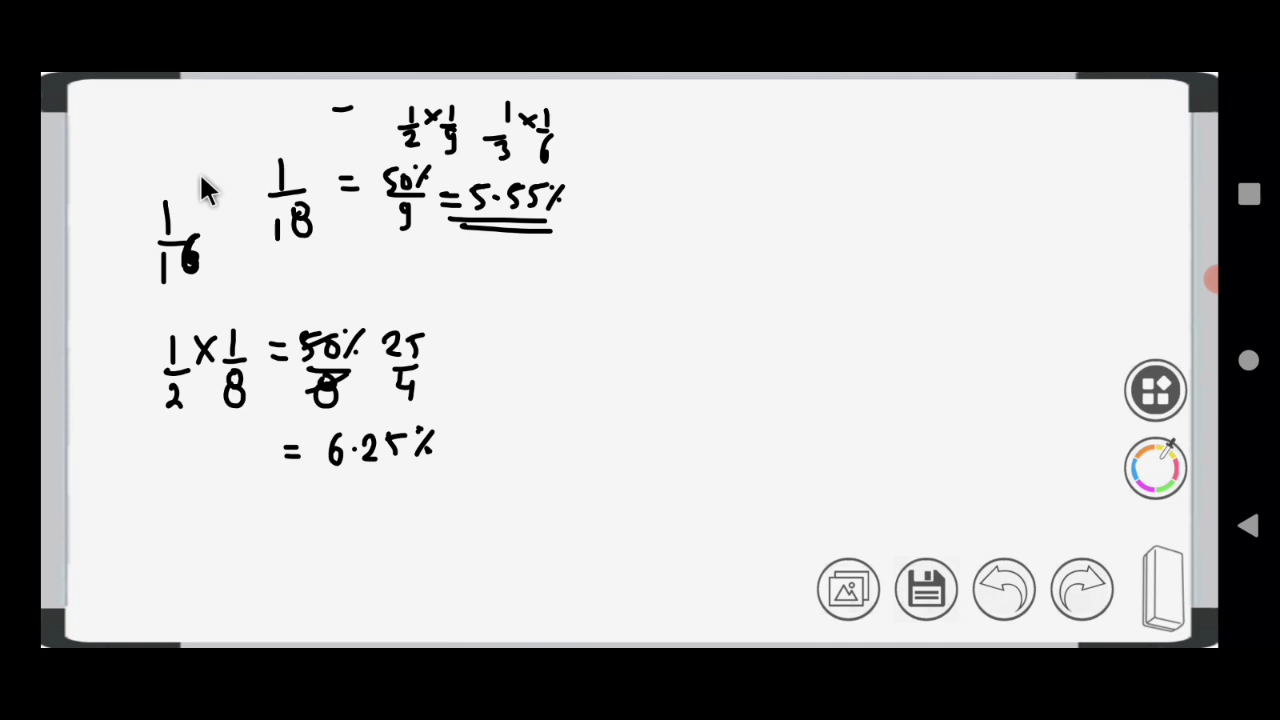 -
1/2 × 1/9 1/3 × 1/6
1/18 = 50%/9 = 5.55%
1/16
1/2 × 1/8 = 50%/8 25/4
= 6.25%